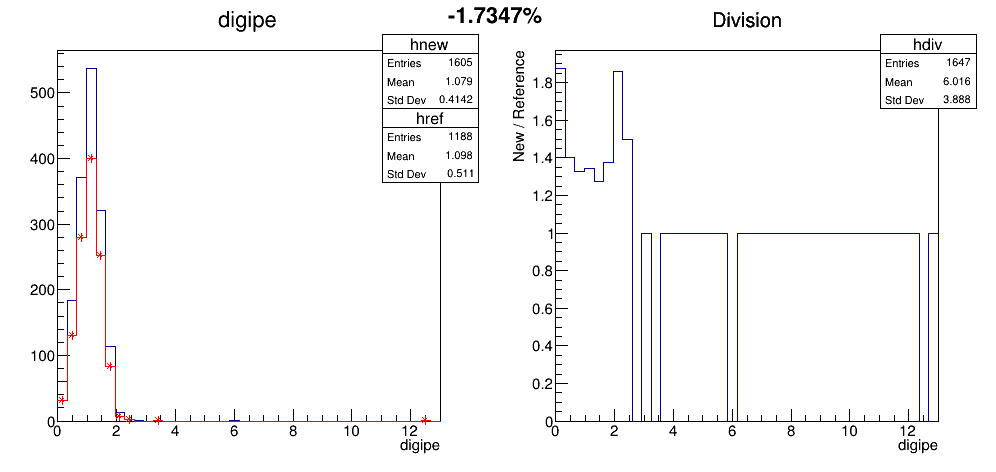 -1.7347%
digipe
hnew
Entries 1605
Mean 1.079
Std Dev 0.4142
href
Entries 1188
Mean 1.098
Std Dev 0.511
500
400
300
200
100
0
0 2 4 6 8 10 12
digipe
Division
hdiv
Entries 1647
Mean 6.016
Std Dev 3.888
New / Reference
1.8
1.6
1.4
1.2
1
0.8
0.6
0.4
0.2
0
0 2 4 6 8 10 12
digipe